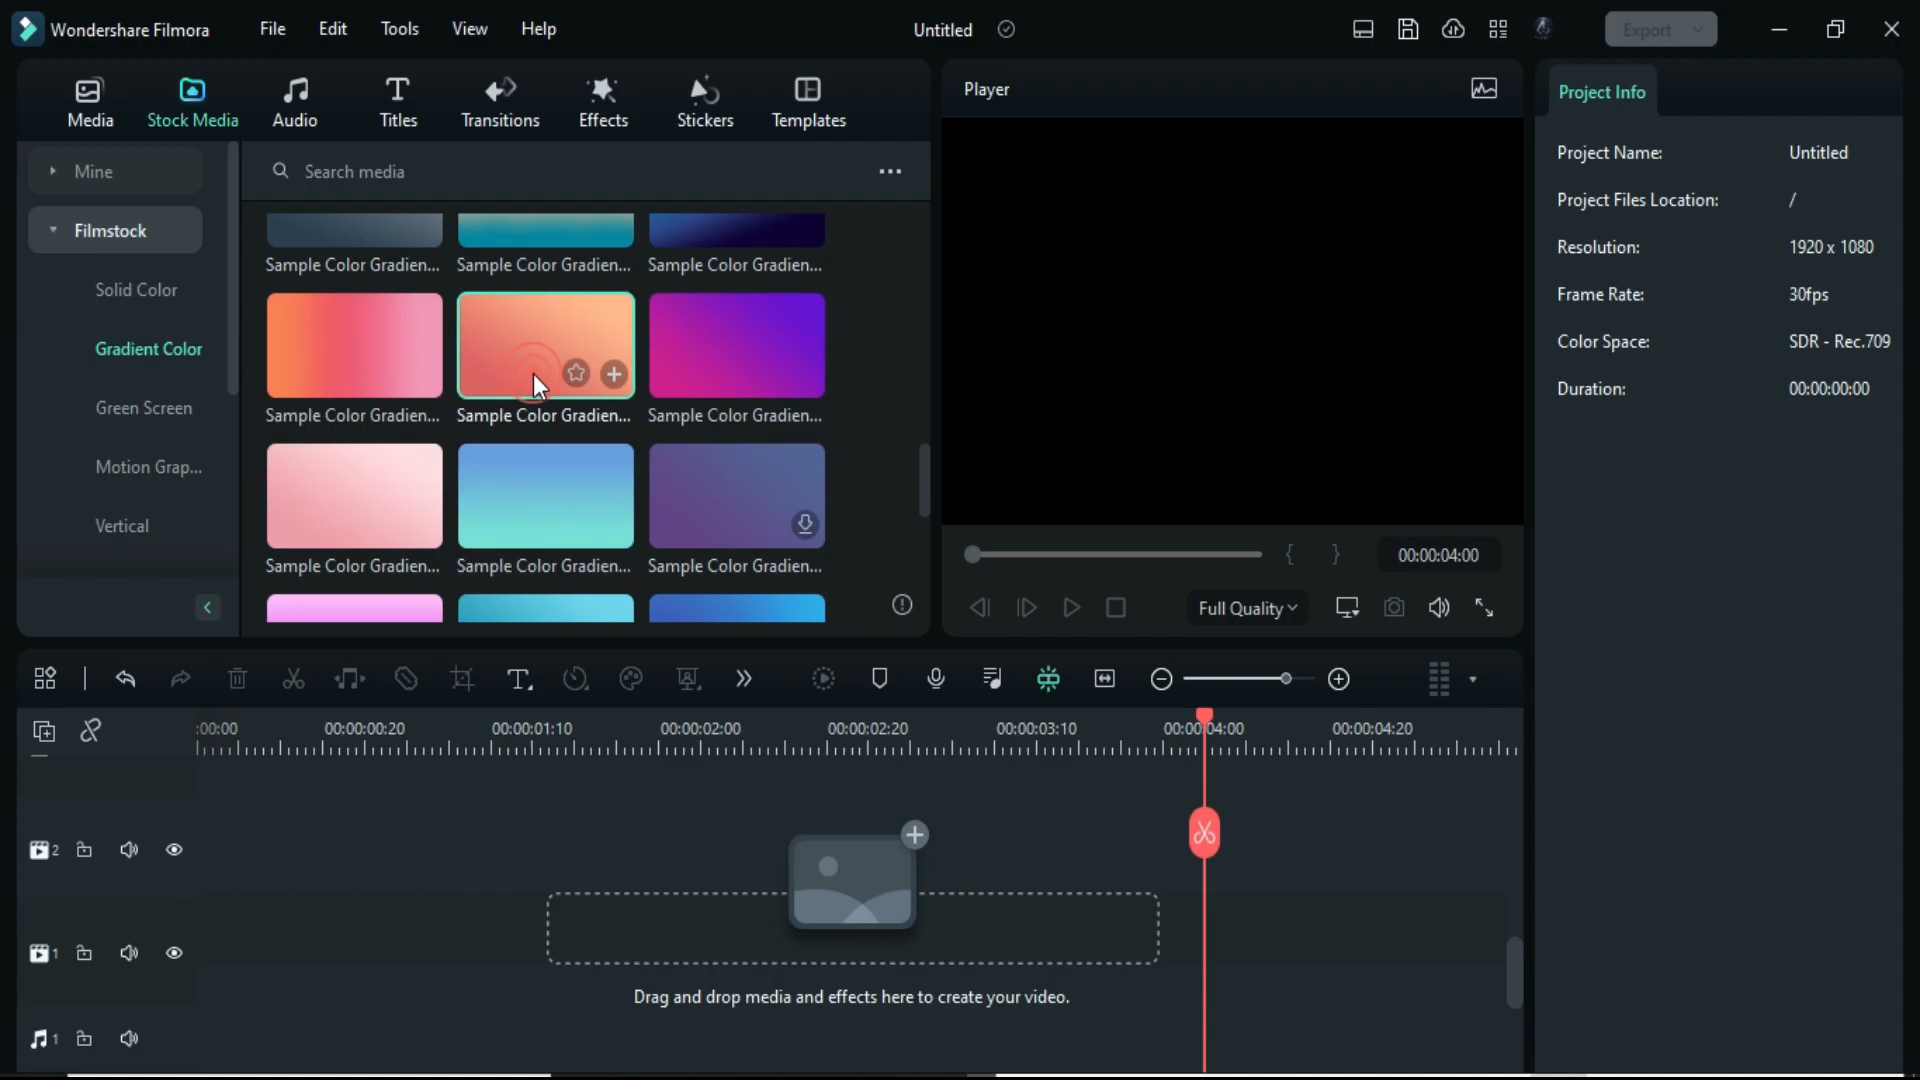 Wondershare Filmora
File
Edit
Tools
View
Help
Untitled
Export
Media
Stock Media
Audio
Titles
Transitions
Effects
Stickers
Templates
Mine
Filmstock
Solid Color
Gradient Color
Green Screen
Motion Grap...
Vertical
Search media
Sample Color Gradien...
Sample Color Gradien...
Sample Color Gradien...
Sample Color Gradien...
Sample Color Gradien...
Sample Color Gradien...
Sample Color Gradien...
Sample Color Gradien...
Sample Color Gradien...
Player
{ }
00:00:04:00
Full Quality
Project Info
Project Name: Untitled
Project Files Location: /
Resolution: 1920 x 1080
Frame Rate: 30fps
Color Space: SDR - Rec.709
Duration: 00:00:00:00
:00:00
00:00:00:20
00:00:01:10
00:00:02:00
00:00:02:20
00:00:03:10
00:00:04:00
00:00:04:20
2
1
Drag and drop media and effects here to create your video.
1